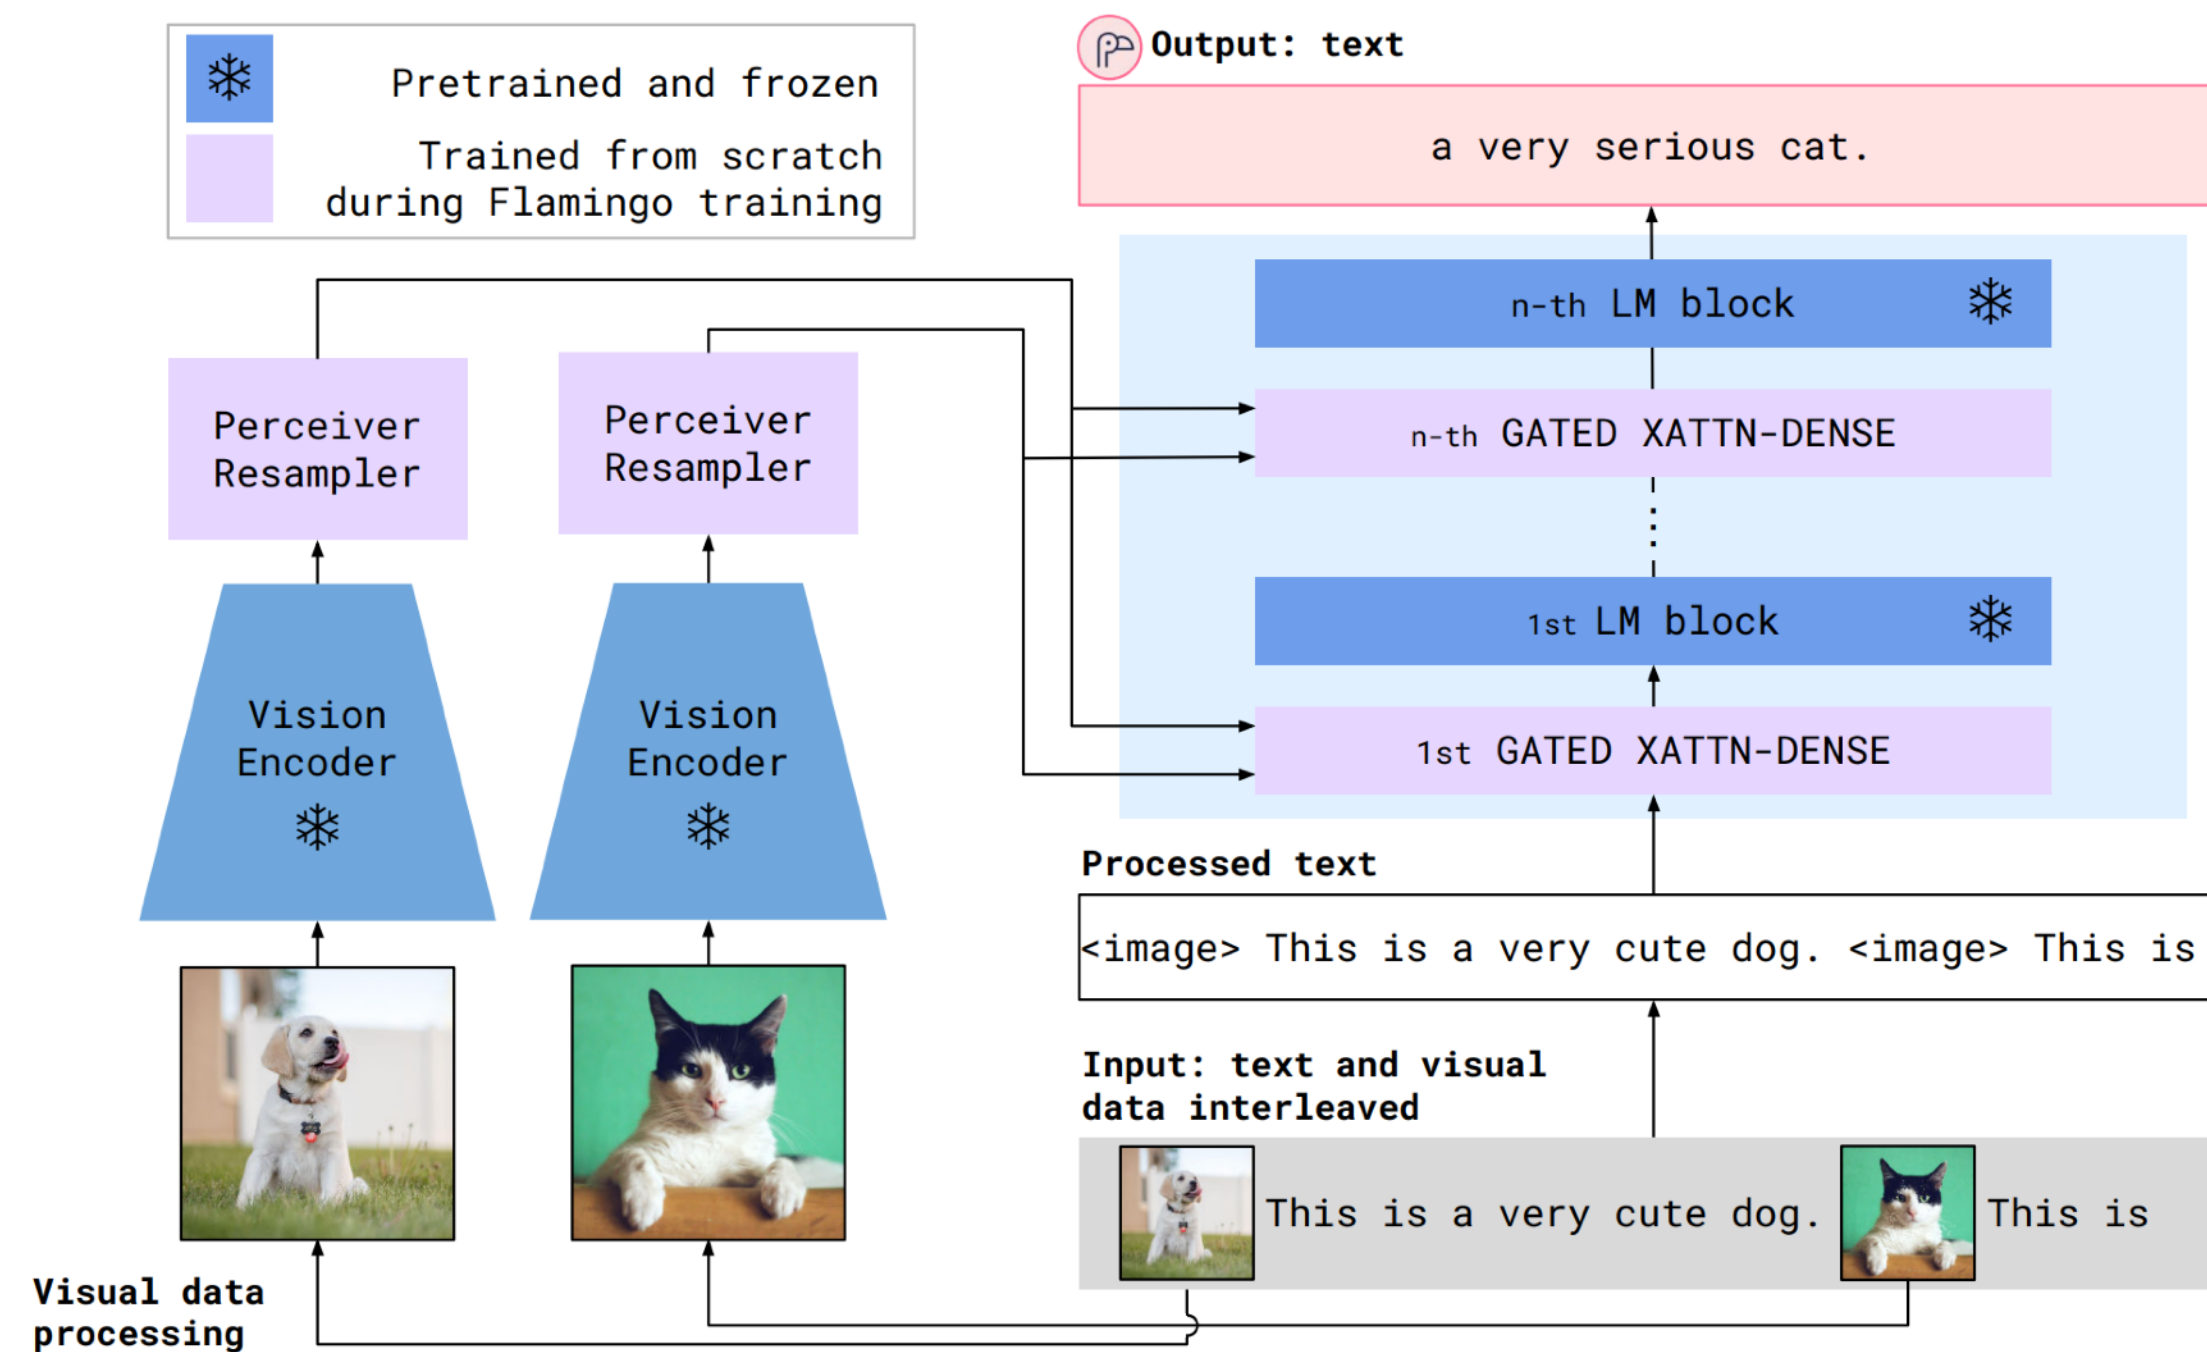 Pretrained and frozen
Trained from scratch
during Flamingo training
Output: text
a very serious cat.
n-th LM block
n-th GATED XATTN-DENSE
1st LM block
1st GATED XATTN-DENSE
Perceiver
Resampler
Perceiver
Resampler
Vision
Encoder
Vision
Encoder
Processed text
<image> This is a very cute dog. <image> This is
Input: text and visual
data interleaved
This is a very cute dog.
This is
Visual data
processing